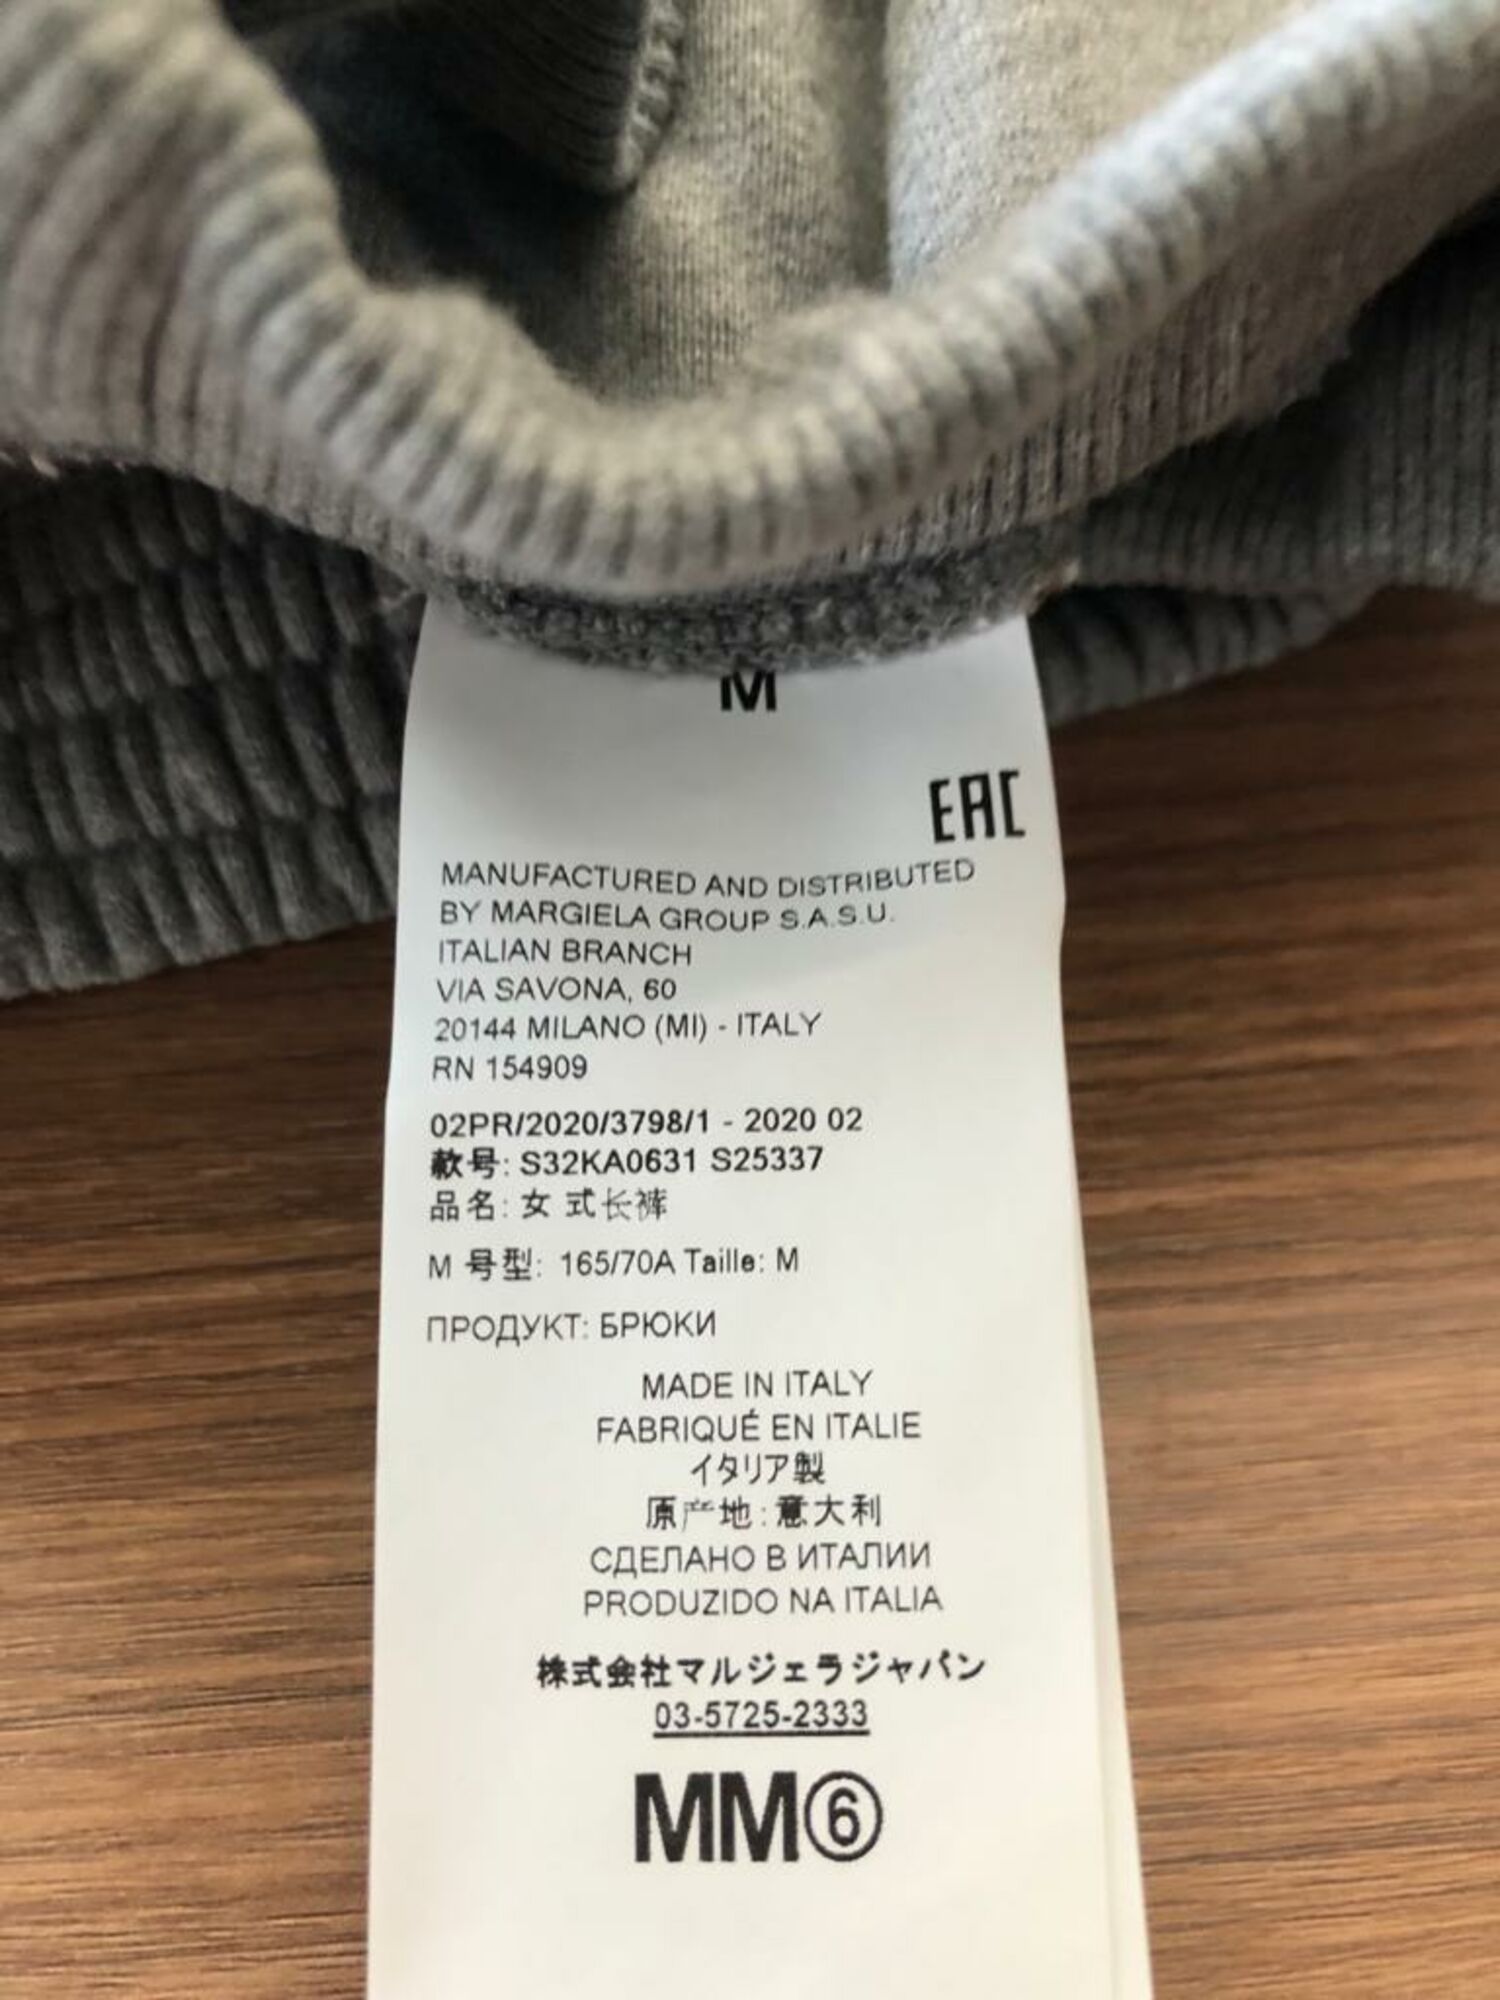 M
EAC
MANUFACTURED AND DISTRIBUTED
BY MARGIELA GROUP S.A.S.U.
ITALIAN BRANCH
VIA SAVONA, 60
20144 MILANO (MI) - ITALY
RN 154909
02PR/2020/3798/1 - 2020 02
款号: S32KA0631 S25337
品名: 女 式长裤
M 号型: 165/70A Taille: M
ПРОДУКТ: БРЮКИ
MADE IN ITALY
FABRIQUÉ EN ITALIE
イタリア製
原产地:意大利
СДЕЛАНО В ИТАЛИИ
PRODUZIDO NA ITALIA
株式会社マルジェラジャパン
03-5725-2333
MM⑥